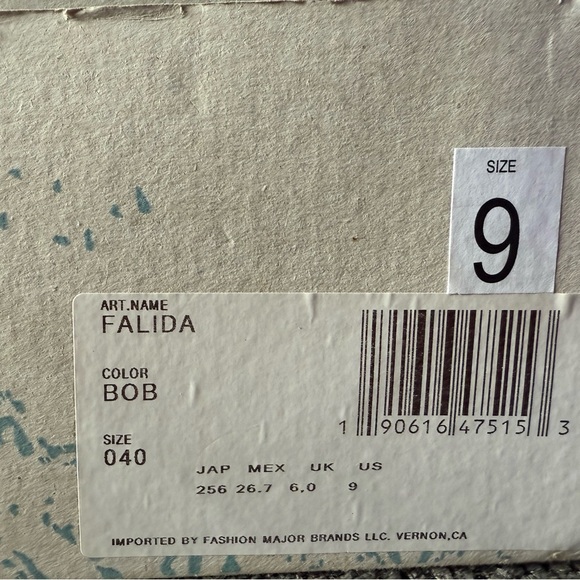 SIZE
9
ART.NAME
FALIDA
COLOR
BOB
SIZE
040
1 90616 47515 3
JAP MEX UK US
256 26.7 6,0 9
IMPORTED BY FASHION MAJOR BRANDS LLC. VERNON,CA